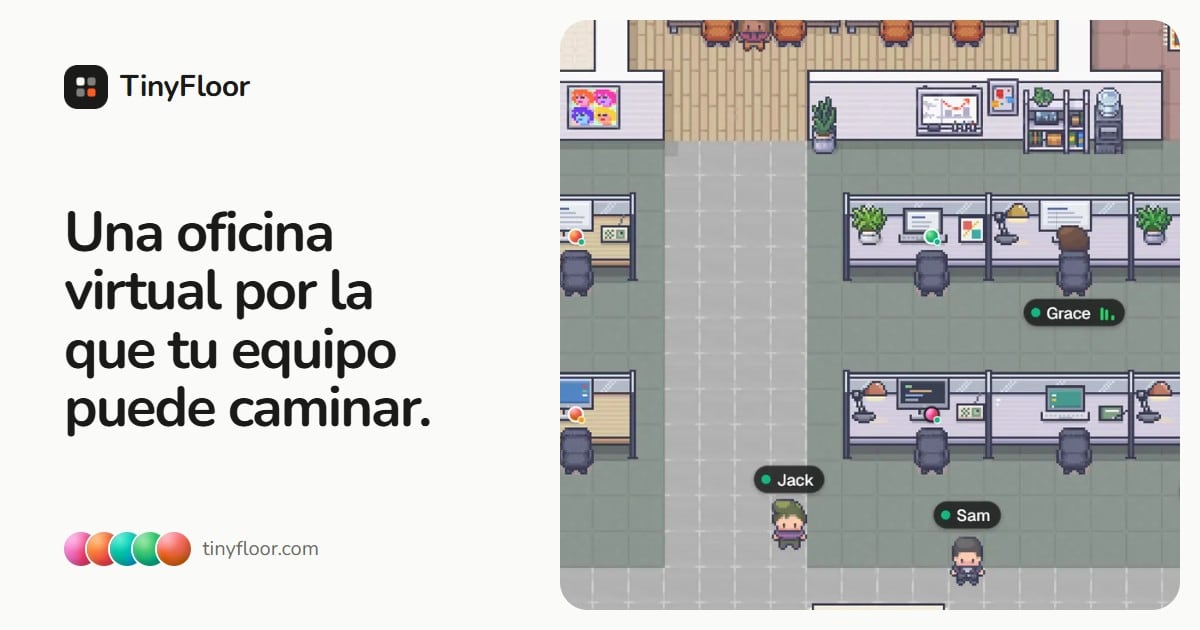 TinyFloor
Una oficina
virtual por la
que tu equipo
puede caminar.
tinyfloor.com
Grace
Jack
Sam